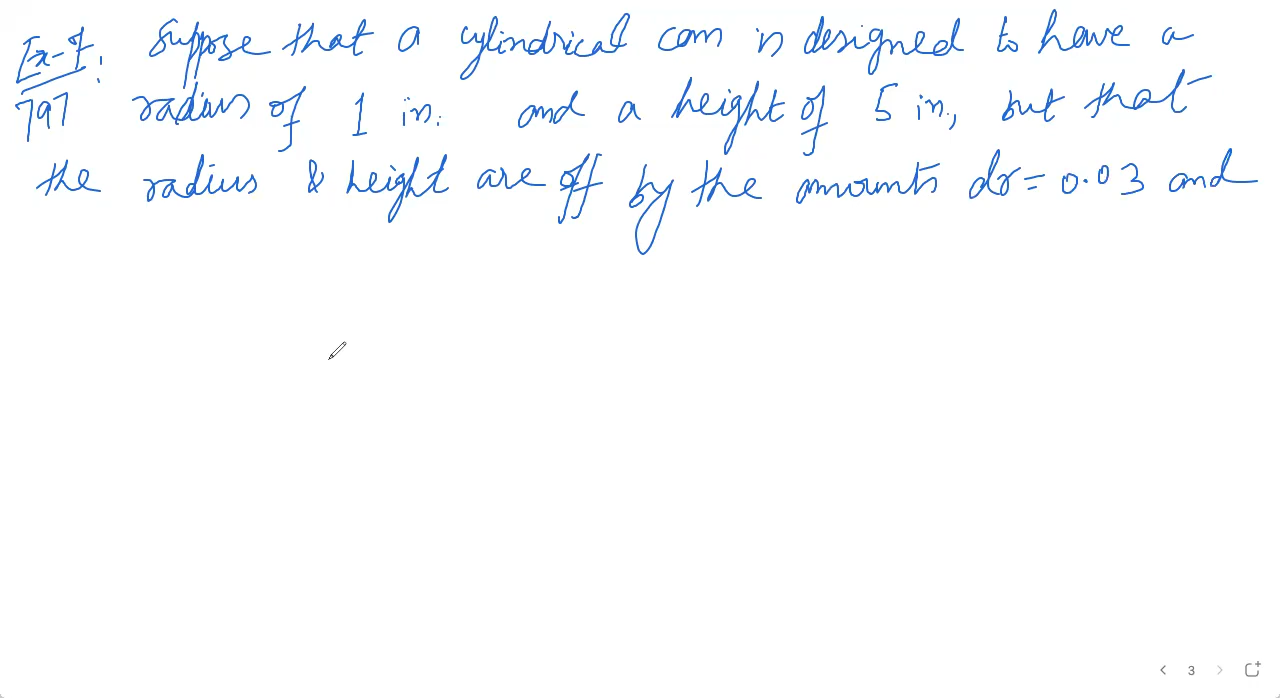 Ex-7: Suppose that a cylindrical can is designed to have a
797 radius of 1 in. and a height of 5 in., but that
the radius & height are off by the amounts dr = 0.03 and
3